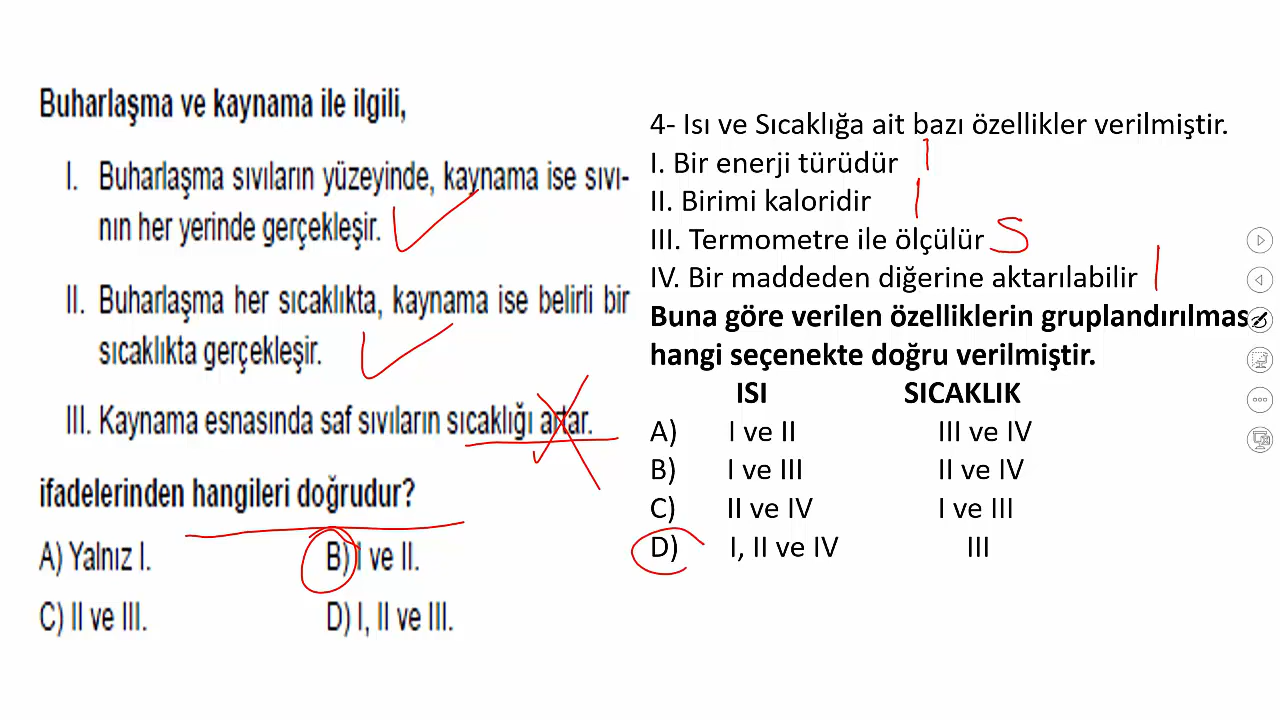 Buharlaşma ve kaynama ile ilgili,
I. Buharlaşma sıvıların yüzeyinde, kaynama ise sıvı-
nın her yerinde gerçekleşir.
II. Buharlaşma her sıcaklıkta, kaynama ise belirli bir
sıcaklıkta gerçekleşir.
III. Kaynama esnasında saf sıvıların sıcaklığı artar.
ifadelerinden hangileri doğrudur?
A) Yalnız I. B) I ve II.
C) II ve III. D) I, II ve III.
4- Isı ve Sıcaklığa ait bazı özellikler verilmiştir.
I. Bir enerji türüdür I
II. Birimi kaloridir I
III. Termometre ile ölçülür S
IV. Bir maddeden diğerine aktarılabilir I
Buna göre verilen özelliklerin gruplandırılmas
hangi seçenekte doğru verilmiştir.
ISI SICAKLIK
A) I ve II III ve IV
B) I ve III II ve IV
C) II ve IV I ve III
D) I, II ve IV III